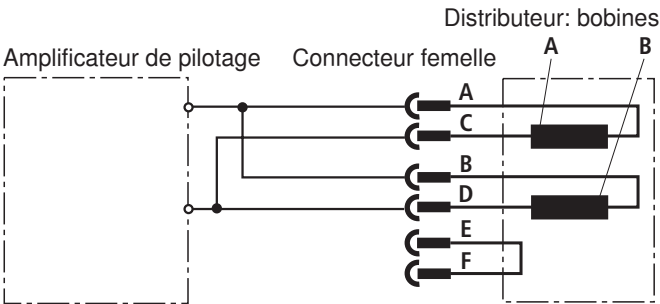 Distributeur: bobines
Amplificateur de pilotage Connecteur femelle A B
A
C
B
D
E
F